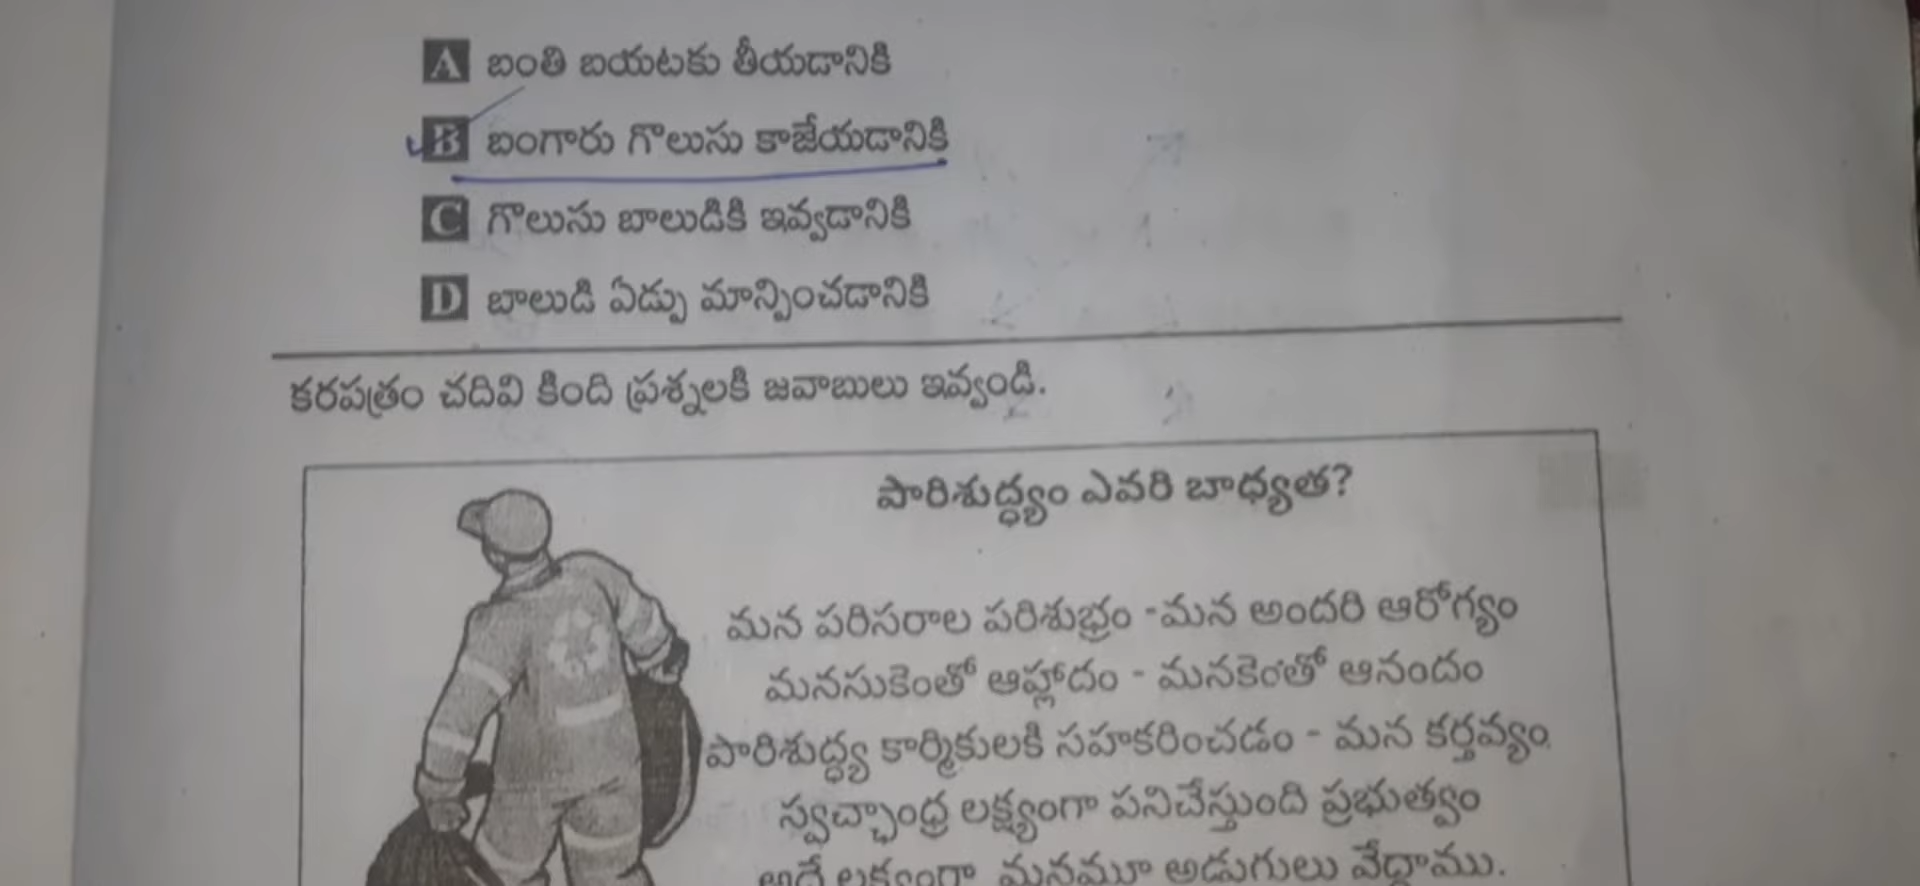 A బంతి బయటకు తీయడానికి
B బంగారు గొలుసు కాజేయడానికి
C గొలుసు బాలుడికి ఇవ్వడానికి
D బాలుడి ఏడ్పు మాన్పించడానికి
కరపత్రం చదివి కింది ప్రశ్నలకి జవాబులు ఇవ్వండి.
పారిశుద్ధ్యం ఎవరి బాధ్యత?
మన పరిసరాల పరిశుభ్రం - మన అందరి ఆరోగ్యం
మనసుకెంతో ఆహ్లాదం - మనకెంతో ఆనందం
పారిశుద్ధ్య కార్మికులకి సహకరించడం - మన కర్తవ్యం
స్వచ్ఛాంధ్ర లక్ష్యంగా పనిచేస్తుంది ప్రభుత్వం
అదే లక్ష్యంగా మనమూ అడుగులు వేద్దాము.